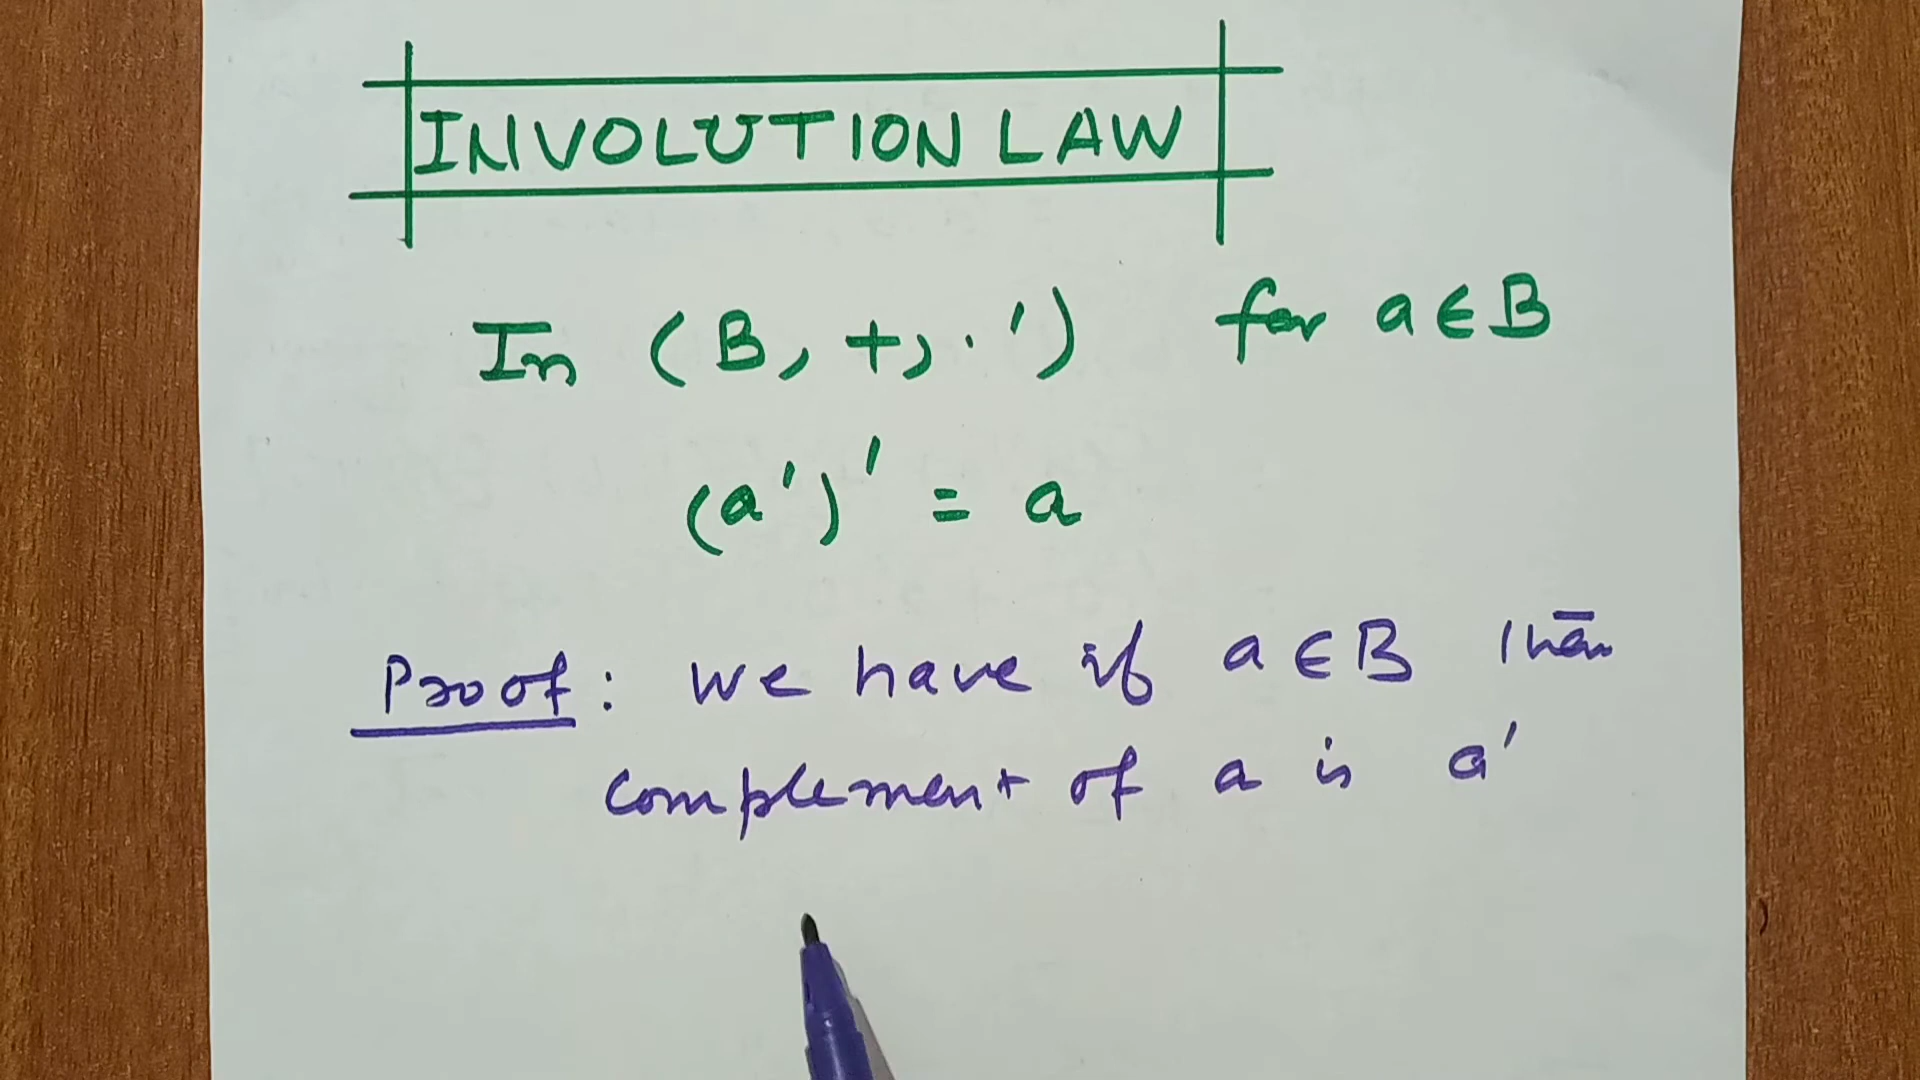 INVOLUTION LAW
In (B, +, . ') for a ∈ B
(a')' = a
Proof: We have if a ∈ B then
complement of a is a'